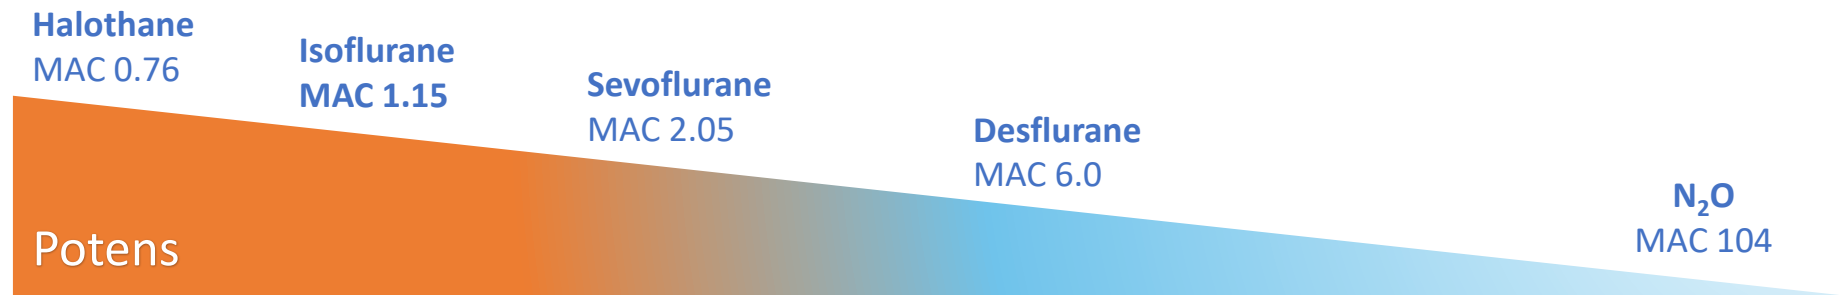 Halothane
MAC 0.76
Isoflurane
MAC 1.15
Sevoflurane
MAC 2.05
Desflurane
MAC 6.0
N₂O
MAC 104
Potens